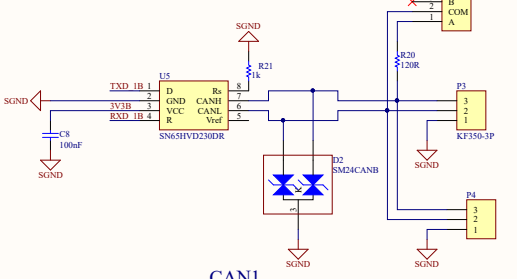 B
2 COM
1 A
SGND
R20
120R
R21
1k
U5
TXD_1B 1 D Rs 8
SGND 2 GND CANH 7
3V3B 3 VCC CANL 6
RXD_1B 4 R Vref 5
SN65HVD230DR
C8
100nF
SGND
P3
3
2
1
KF350-3P
SGND
D2
SM24CANB
K
3
SGND
P4
3
2
1
SGND
CAN1